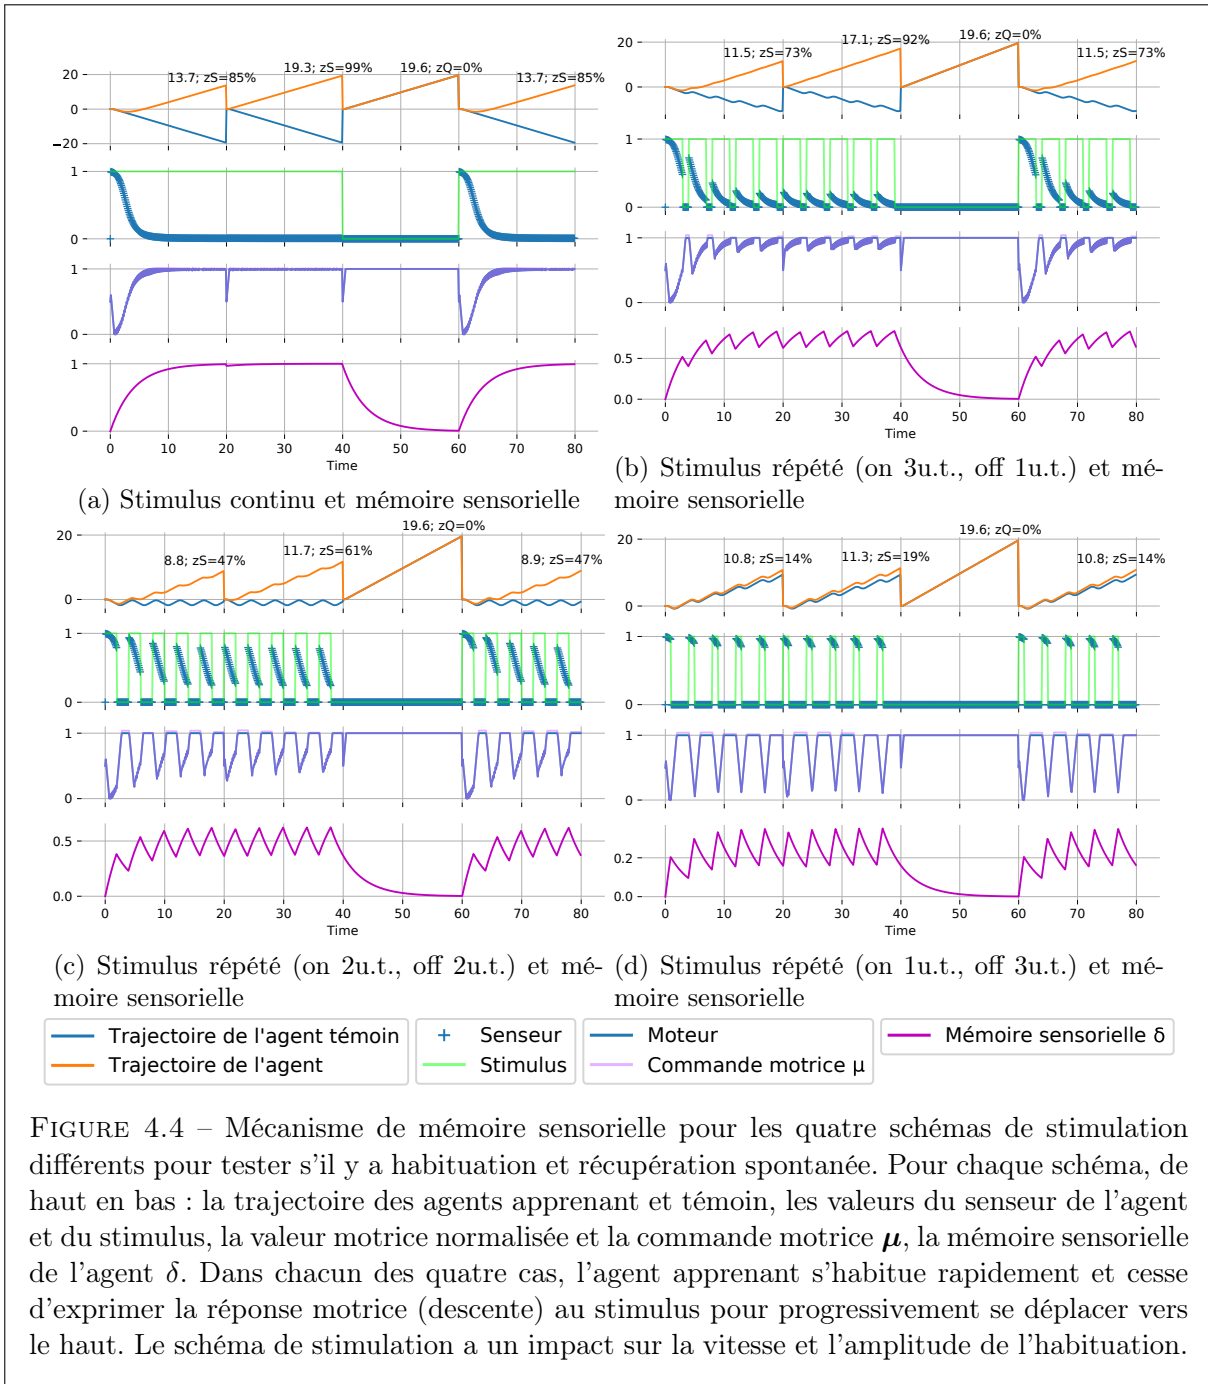 13.7; zS=85%
19.3; zS=99%
19.6; zQ=0%
13.7; zS=85%
20
0
−20
1
0
1
0
1
0
0 10 20 30 40 50 60 70 80
Time
(a) Stimulus continu et mémoire sensorielle
11.5; zS=73%
17.1; zS=92%
19.6; zQ=0%
11.5; zS=73%
20
0
1
0
1
0
0.5
0.0
0 10 20 30 40 50 60 70 80
Time
(b) Stimulus répété (on 3u.t., off 1u.t.) et mé-
moire sensorielle
8.8; zS=47%
11.7; zS=61%
19.6; zQ=0%
8.9; zS=47%
20
0
1
0
1
0
0.5
0.0
0 10 20 30 40 50 60 70 80
Time
(c) Stimulus répété (on 2u.t., off 2u.t.) et mé-
moire sensorielle
10.8; zS=14%
11.3; zS=19%
19.6; zQ=0%
10.8; zS=14%
20
0
1
0
1
0
0.2
0.0
0 10 20 30 40 50 60 70 80
Time
(d) Stimulus répété (on 1u.t., off 3u.t.) et mé-
moire sensorielle
Trajectoire de l'agent témoin
Trajectoire de l'agent
Senseur
Stimulus
Moteur
Commande motrice μ
Mémoire sensorielle δ
FIGURE 4.4 – Mécanisme de mémoire sensorielle pour les quatre schémas de stimulation
différents pour tester s'il y a habituation et récupération spontanée. Pour chaque schéma, de
haut en bas : la trajectoire des agents apprenant et témoin, les valeurs du senseur de l'agent
et du stimulus, la valeur motrice normalisée et la commande motrice μ, la mémoire sensorielle
de l'agent δ. Dans chacun des quatre cas, l'agent apprenant s'habitue rapidement et cesse
d'exprimer la réponse motrice (descente) au stimulus pour progressivement se déplacer vers
le haut. Le schéma de stimulation a un impact sur la vitesse et l'amplitude de l'habituation.